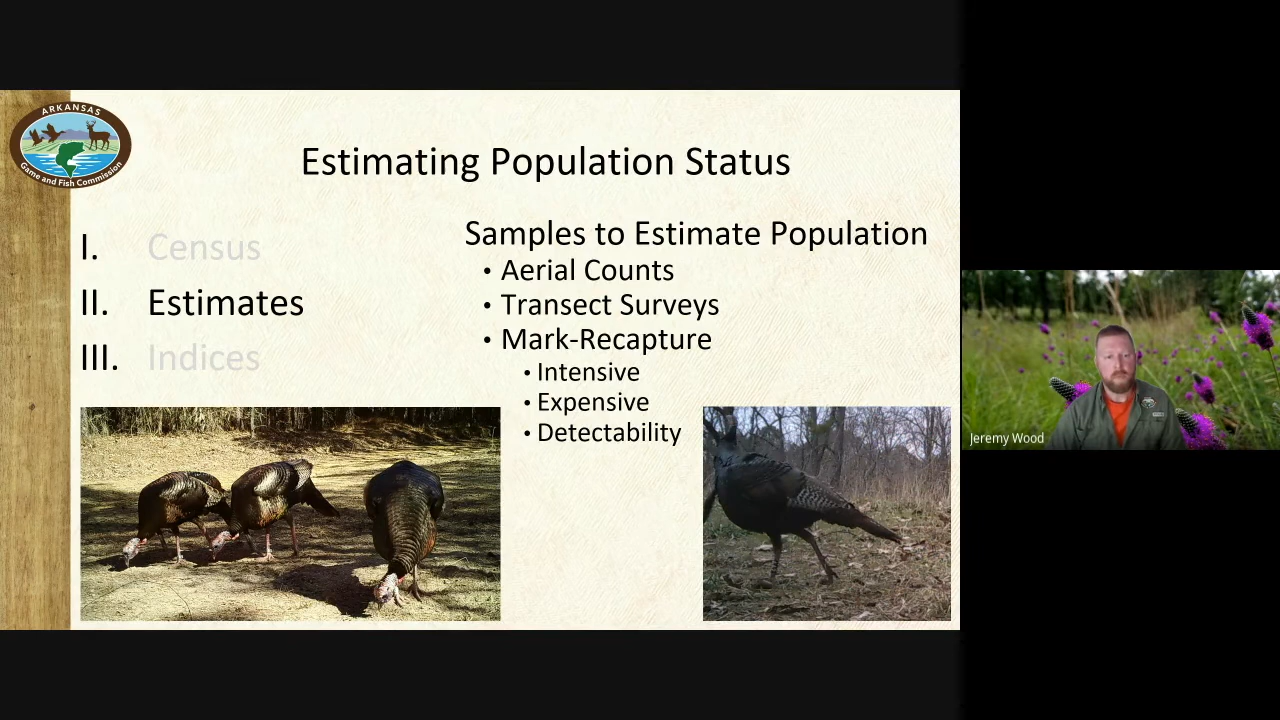 ARKANSAS
Game and Fish Commission
Estimating Population Status
I. Census
II. Estimates
III. Indices
Samples to Estimate Population
• Aerial Counts
• Transect Surveys
• Mark-Recapture
• Intensive
• Expensive
• Detectability
Jeremy Wood